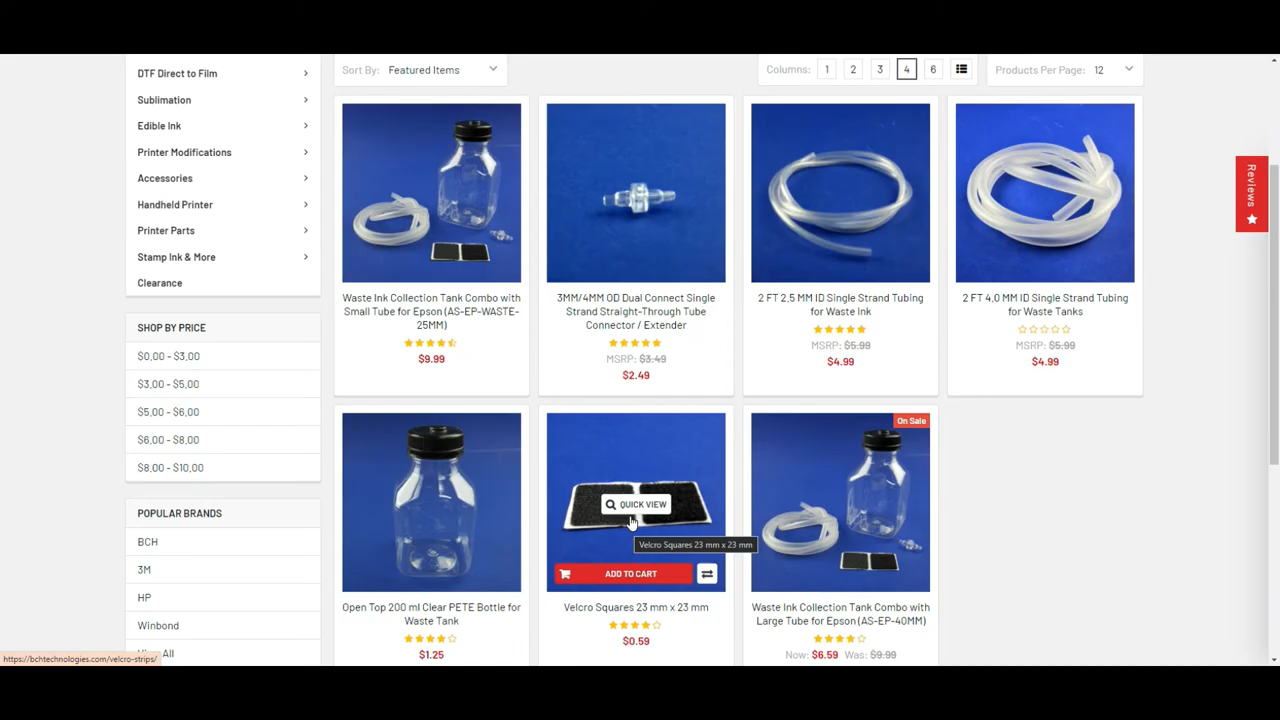 DTF Direct to Film
Sublimation
Edible Ink
Printer Modifications
Accessories
Handheld Printer
Printer Parts
Stamp Ink & More
Clearance
SHOP BY PRICE
$0.00 - $3.00
$3.00 - $5.00
$5.00 - $6.00
$6.00 - $8.00
$8.00 - $10.00
POPULAR BRANDS
BCH
3M
HP
Winbond
View All
Sort By: Featured Items
Columns: 1 2 3 4 6
Products Per Page: 12
Waste Ink Collection Tank Combo with
Small Tube for Epson (AS-EP-WASTE-
25MM)
$9.99
3MM/4MM OD Dual Connect Single
Strand Straight-Through Tube
Connector / Extender
MSRP: $3.49
$2.49
2 FT 2.5 MM ID Single Strand Tubing
for Waste Ink
MSRP: $5.99
$4.99
2 FT 4.0 MM ID Single Strand Tubing
for Waste Tanks
MSRP: $5.99
$4.99
Open Top 200 ml Clear PETE Bottle for
Waste Tank
$1.25
QUICK VIEW
Velcro Squares 23 mm x 23 mm
ADD TO CART
Velcro Squares 23 mm x 23 mm
$0.59
On Sale
Waste Ink Collection Tank Combo with
Large Tube for Epson (AS-EP-40MM)
Now: $6.59 Was: $9.99
Reviews
https://bchtechnologies.com/velcro-strips/